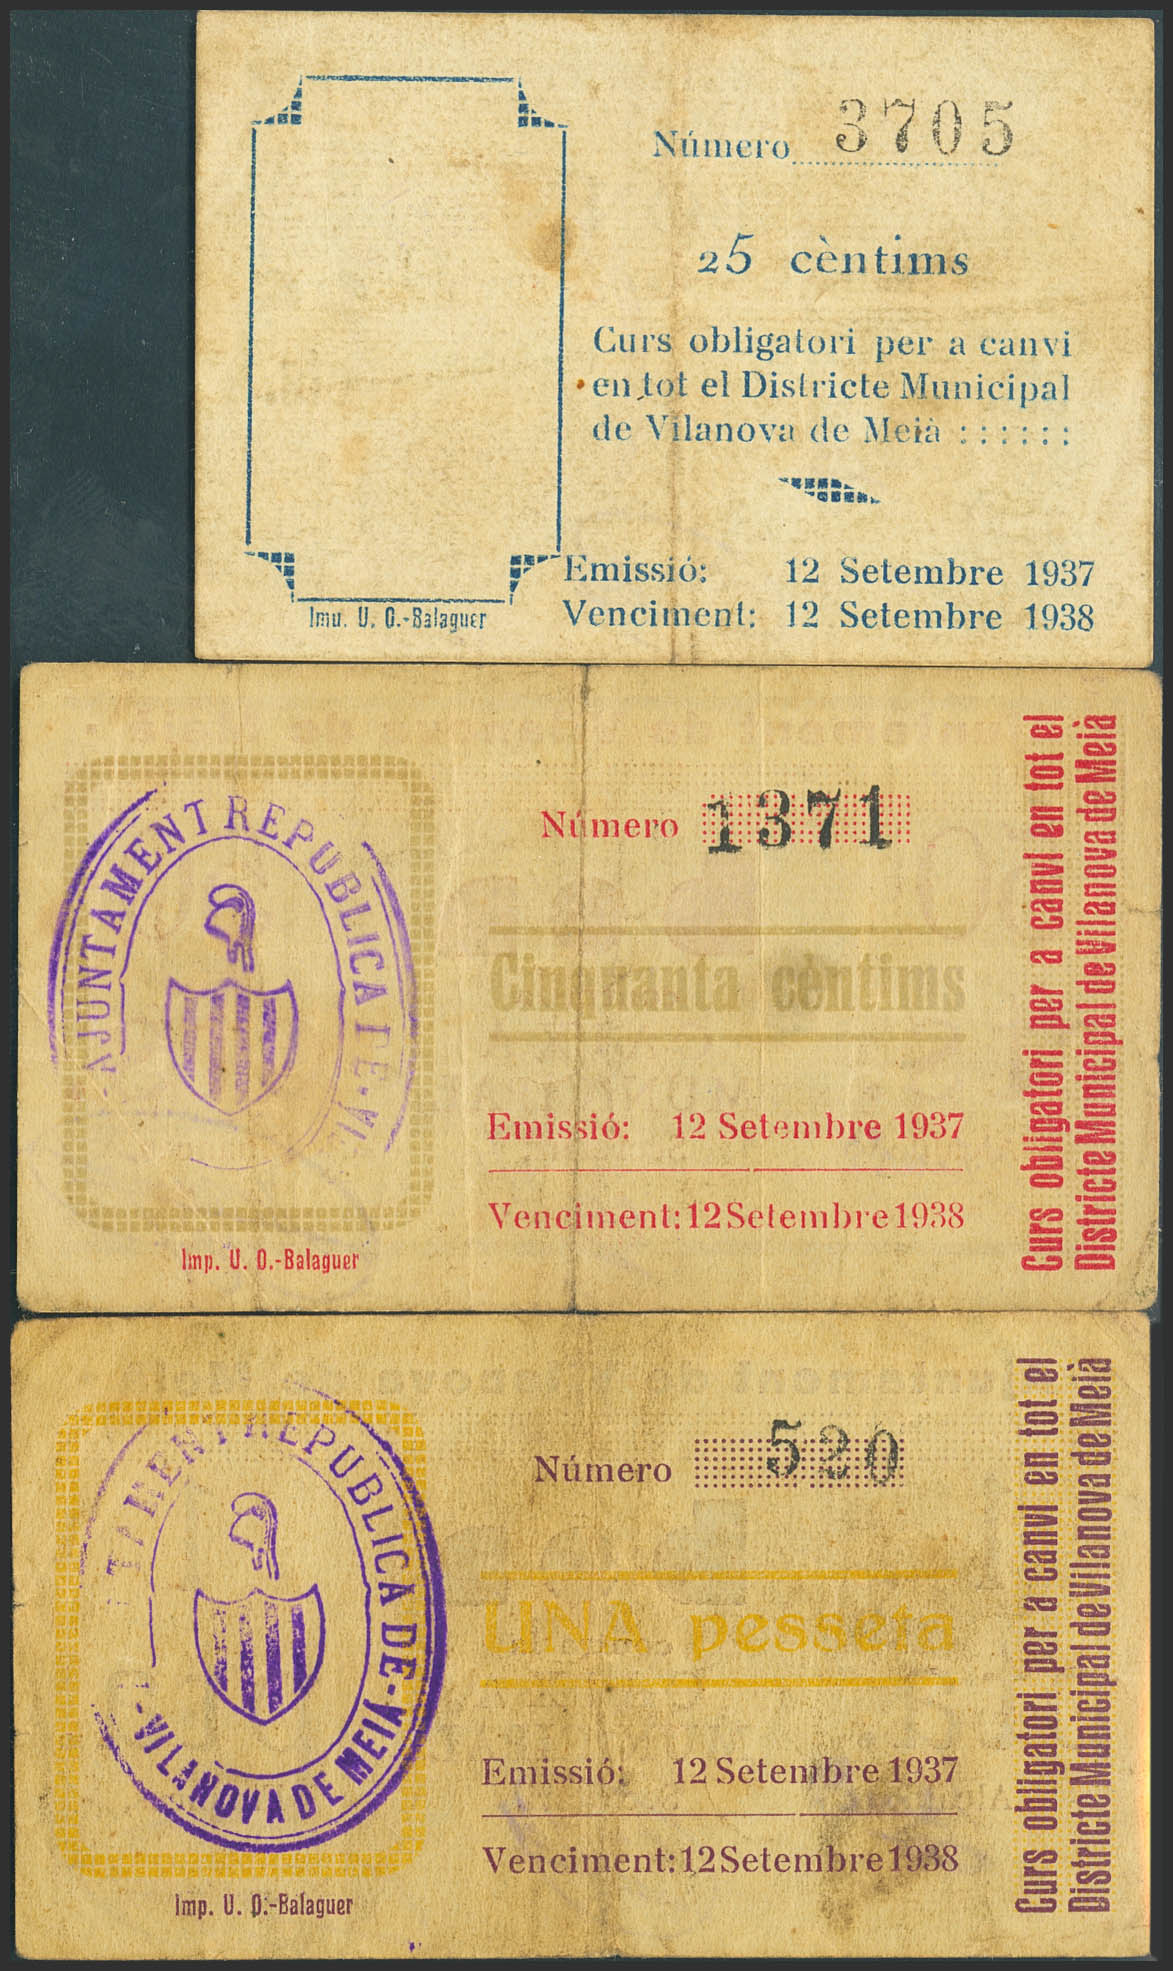 Número 3705
25 cèntims
Curs obligatori per a canvi
en tot el Districte Municipal
de Vilanova de Meià : : : : : :
Emissió: 12 Setembre 1937
Venciment: 12 Setembre 1938
Imu. U. O.-Balaguer
AJUNTAMENT REPUBLICA DE-VI
Número 1371
Cinquanta cèntims
Emissió: 12 Setembre 1937
Venciment: 12 Setembre 1938
Imp. U. O.-Balaguer
Curs obligatori per a canvi en tot el
Districte Municipal de Vilanova de Meià
REPUBLICA DE-
-VILANOVA DE MEIÀ
Número 520
UNA pesseta
Emissió: 12 Setembre 1937
Venciment: 12 Setembre 1938
Imp. U. O.-Balaguer
Curs obligatori per a canvi en tot el
Districte Municipal de Vilanova de Meià